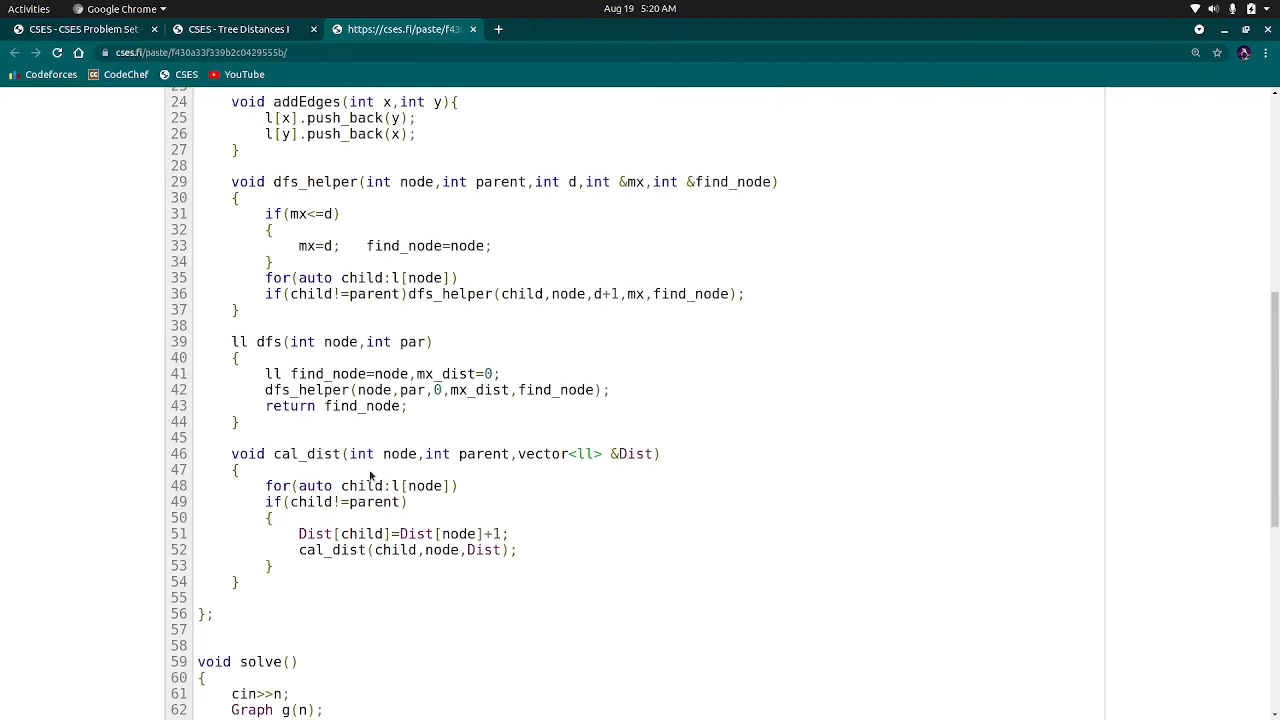 Activities
Google Chrome
Aug 19 5:20 AM
CSES - CSES Problem Set -
CSES - Tree Distances I
https://cses.fi/paste/f430
cses.fi/paste/f430a33f339b2c0429555b/
Codeforces
CodeChef
CSES
YouTube
23
24 void addEdges(int x,int y){
25 l[x].push_back(y);
26 l[y].push_back(x);
27 }
28
29 void dfs_helper(int node,int parent,int d,int &mx,int &find_node)
30 {
31 if(mx<=d)
32 {
33 mx=d; find_node=node;
34 }
35 for(auto child:l[node])
36 if(child!=parent)dfs_helper(child,node,d+1,mx,find_node);
37 }
38
39 ll dfs(int node,int par)
40 {
41 ll find_node=node,mx_dist=0;
42 dfs_helper(node,par,0,mx_dist,find_node);
43 return find_node;
44 }
45
46 void cal_dist(int node,int parent,vector<ll> &Dist)
47 {
48 for(auto child:l[node])
49 if(child!=parent)
50 {
51 Dist[child]=Dist[node]+1;
52 cal_dist(child,node,Dist);
53 }
54 }
55
56 };
57
58
59 void solve()
60 {
61 cin>>n;
62 Graph g(n);